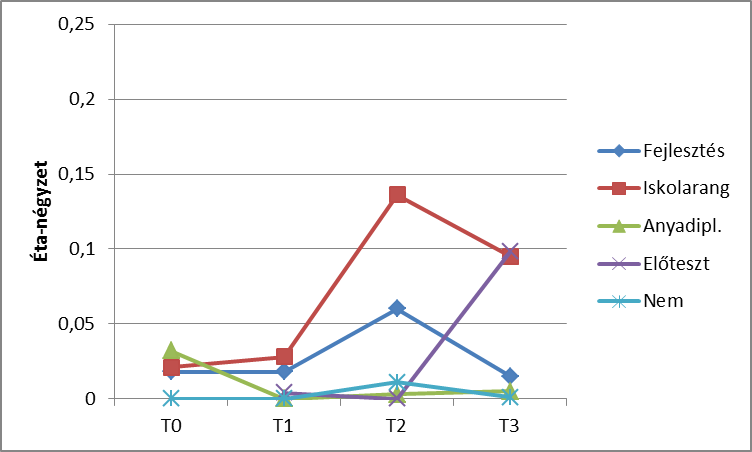 0,25
0,2
0,15
0,1
0,05
0
Éta-négyzet
T0 T1 T2 T3
Fejlesztés
Iskolarang
Anyadipl.
Előteszt
Nem